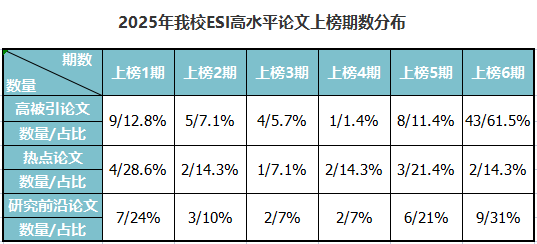 2025年我校ESI高水平论文上榜期数分布
期数
数量
上榜1期 上榜2期 上榜3期 上榜4期 上榜5期 上榜6期
高被引论文
数量/占比
9/12.8% 5/7.1% 4/5.7% 1/1.4% 8/11.4% 43/61.5%
热点论文
数量/占比
4/28.6% 2/14.3% 1/7.1% 2/14.3% 3/21.4% 2/14.3%
研究前沿论文
数量/占比
7/24% 3/10% 2/7% 2/7% 6/21% 9/31%